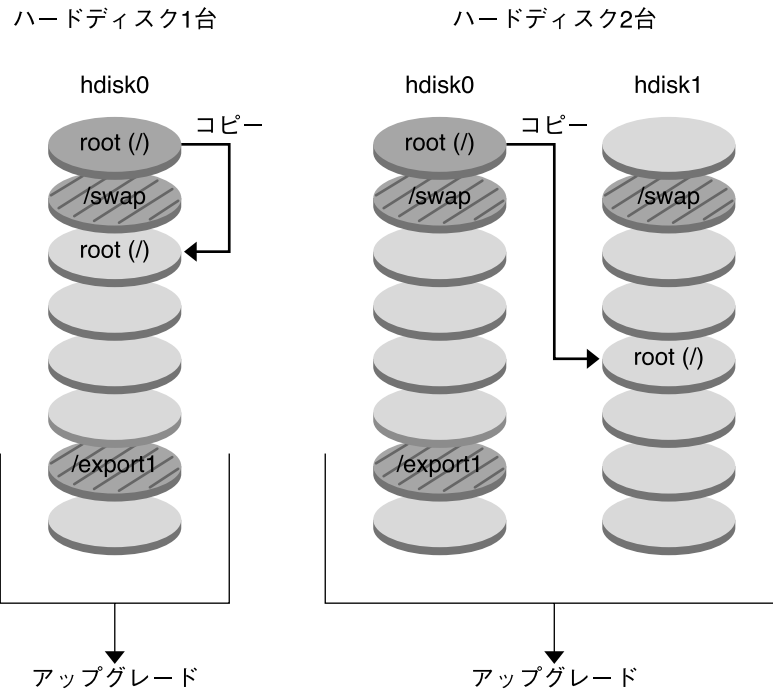 ハードディスク1台
hdisk0
コピー
root (/)
/swap
root (/)
/export1
アップグレード
ハードディスク2台
hdisk0
hdisk1
コピー
root (/)
/swap
/swap
root (/)
/export1
アップグレード